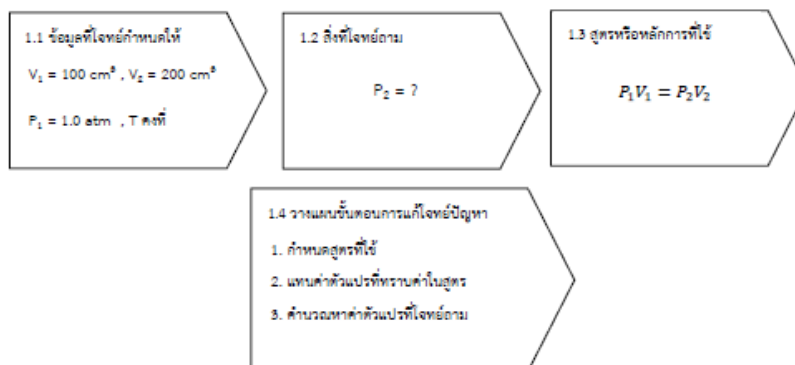 1.1 ข้อมูลที่โจทย์กำหนดให้
V₁ = 100 cm³ , V₂ = 200 cm³
P₁ = 1.0 atm , T คงที่
1.2 สิ่งที่โจทย์ถาม
P₂ = ?
1.3 สูตรหรือหลักการที่ใช้
P₁V₁ = P₂V₂
1.4 วางแผนขั้นตอนการแก้โจทย์ปัญหา
1. กำหนดสูตรที่ใช้
2. แทนค่าตัวแปรที่ทราบค่าในสูตร
3. คำนวณหาค่าตัวแปรที่โจทย์ถาม